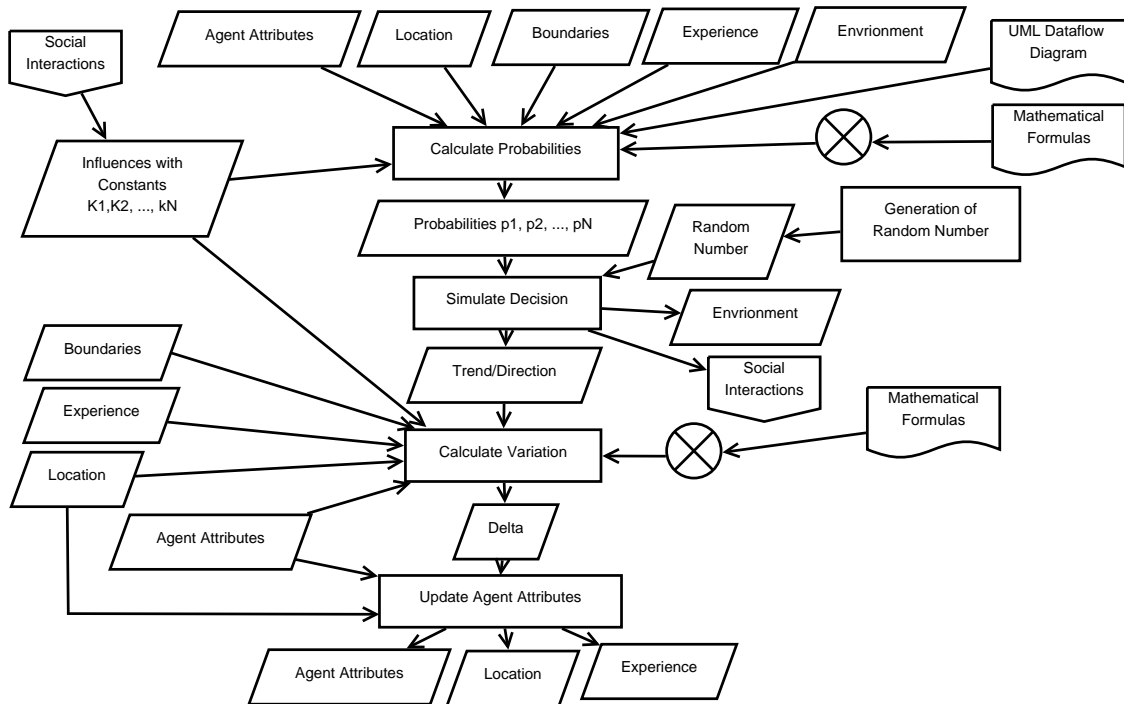 Social
Interactions
Agent Attributes
Location
Boundaries
Experience
Envrionment
UML Dataflow
Diagram
Mathematical
Formulas
Influences with
Constants
K1,K2, ..., kN
Calculate Probabilities
Probabilities p1, p2, ..., pN
Random
Number
Generation of
Random Number
Simulate Decision
Envrionment
Boundaries
Trend/Direction
Social
Interactions
Experience
Mathematical
Formulas
Calculate Variation
Location
Agent Attributes
Delta
Update Agent Attributes
Agent Attributes
Location
Experience